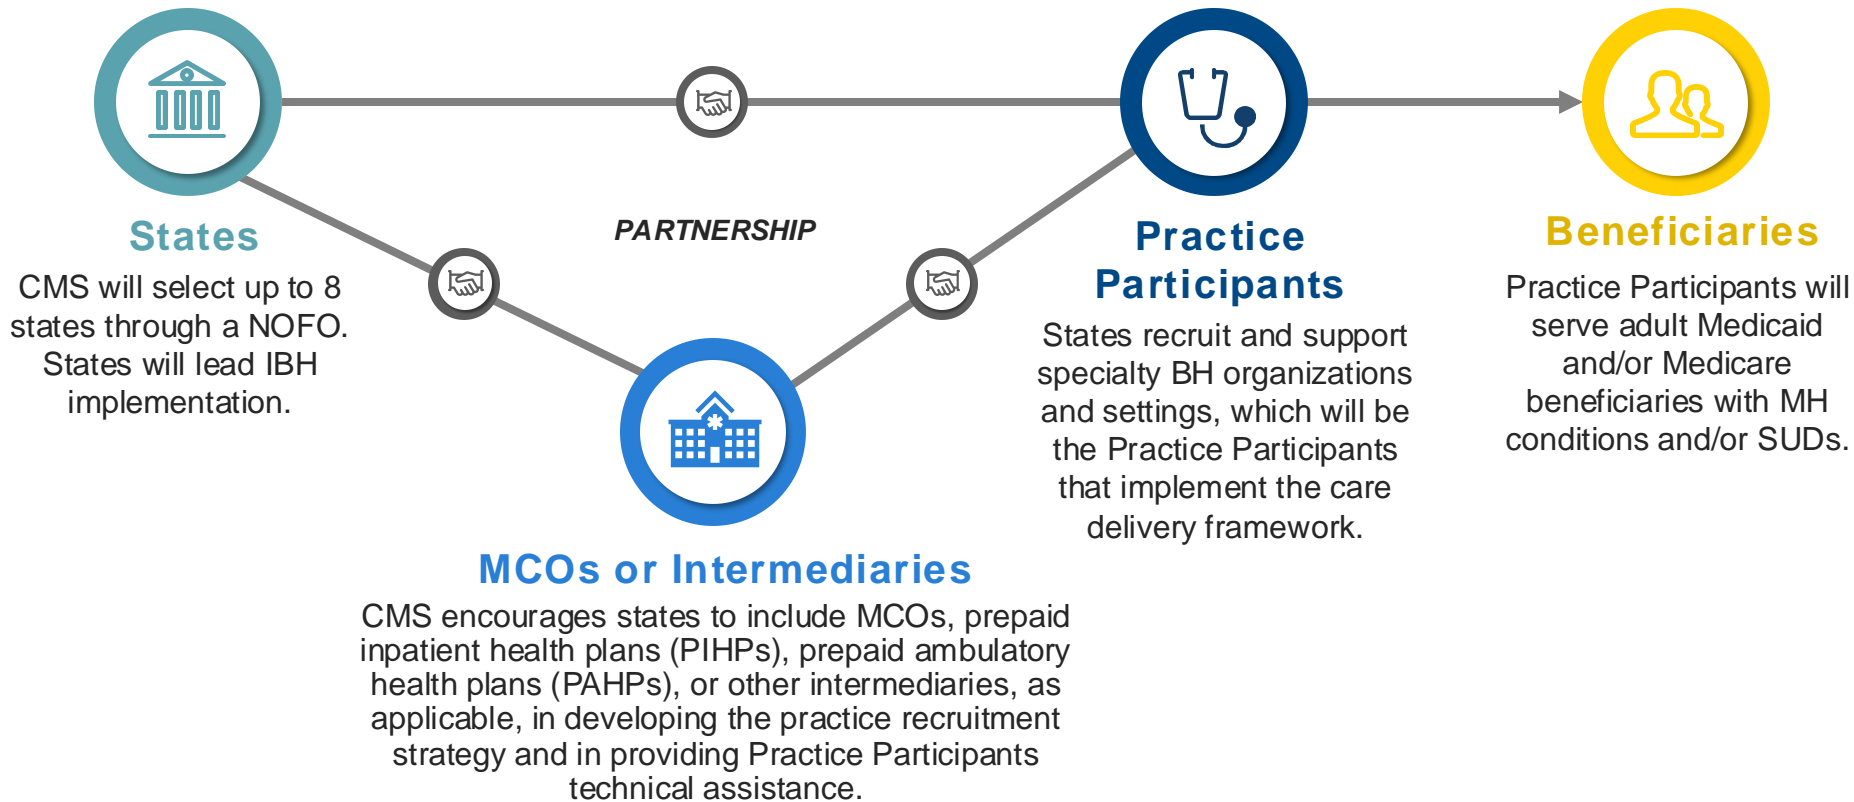 States
CMS will select up to 8
states through a NOFO.
States will lead IBH
implementation.
PARTNERSHIP
MCOs or Intermediaries
CMS encourages states to include MCOs, prepaid
inpatient health plans (PIHPs), prepaid ambulatory
health plans (PAHPs), or other intermediaries, as
applicable, in developing the practice recruitment
strategy and in providing Practice Participants
technical assistance.
Practice
Participants
States recruit and support
specialty BH organizations
and settings, which will be
the Practice Participants
that implement the care
delivery framework.
Beneficiaries
Practice Participants will
serve adult Medicaid
and/or Medicare
beneficiaries with MH
conditions and/or SUDs.